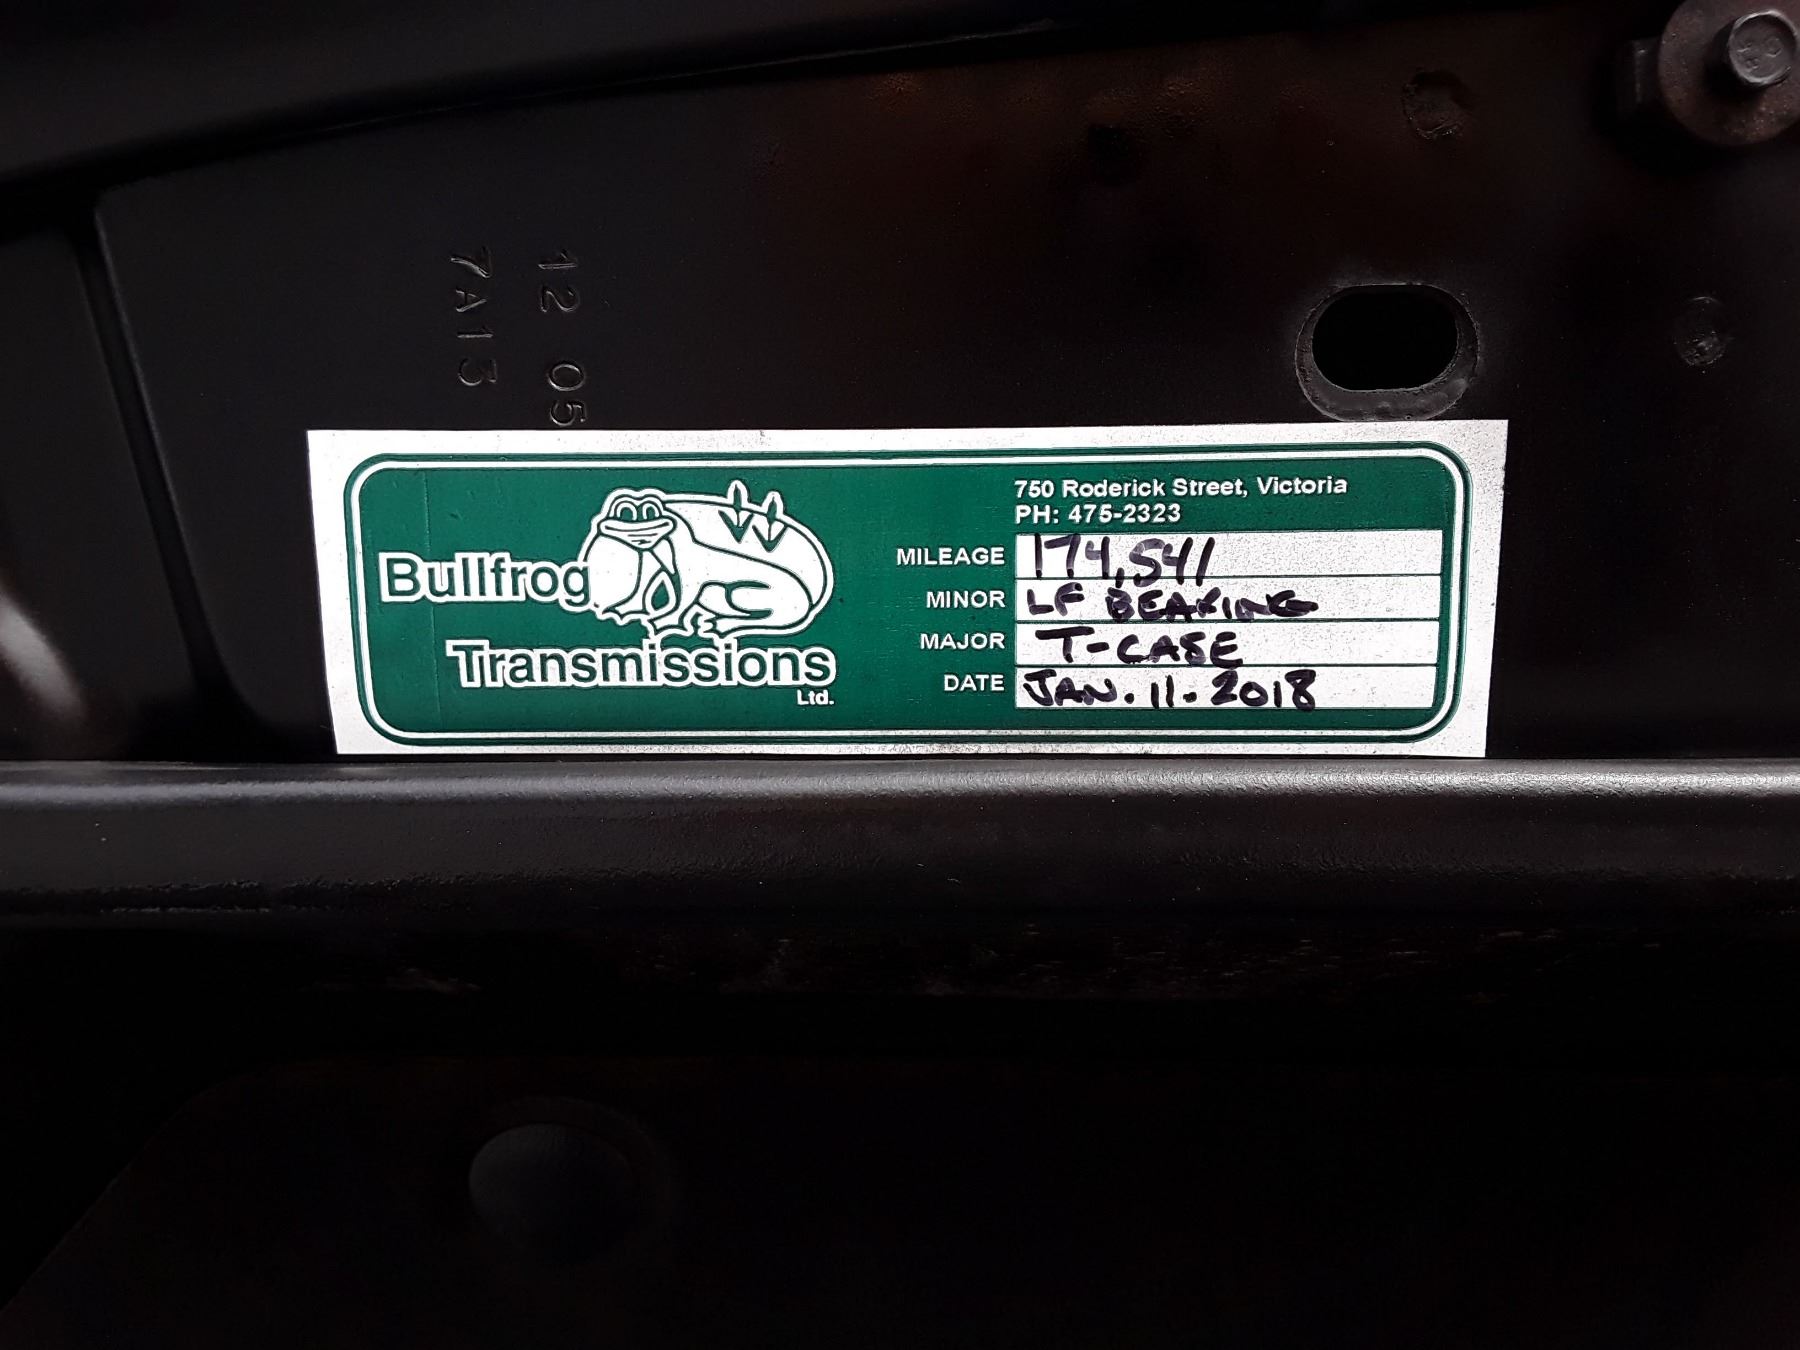 12 05
7A13
750 Roderick Street, Victoria
PH: 475-2323
Bullfrog
Transmissions
Ltd.
MILEAGE 174,541
MINOR LF BEARING
MAJOR T-CASE
DATE JAN. 11-2018